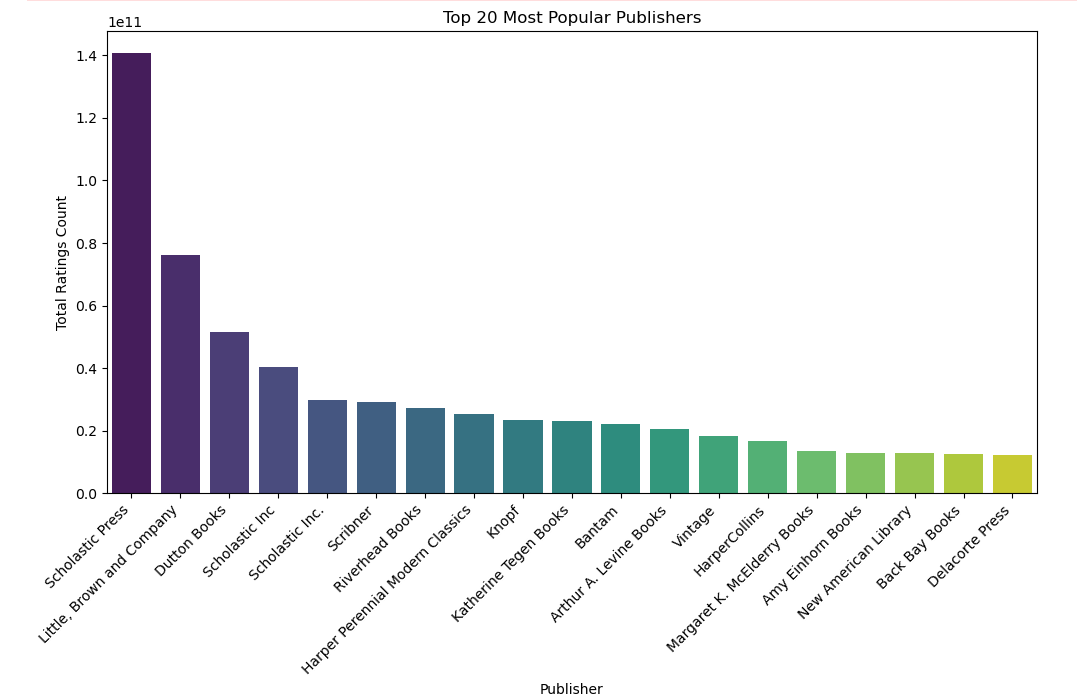 Top 20 Most Popular Publishers
1e11
1.4
1.2
1.0
0.8
0.6
0.4
0.2
0.0
Total Ratings Count
Scholastic Press
Little, Brown and Company
Dutton Books
Scholastic Inc
Scholastic Inc.
Scribner
Riverhead Books
Harper Perennial Modern Classics
Knopf
Katherine Tegen Books
Bantam
Arthur A. Levine Books
Vintage
HarperCollins
Margaret K. McElderry Books
Amy Einhorn Books
New American Library
Back Bay Books
Delacorte Press
Publisher